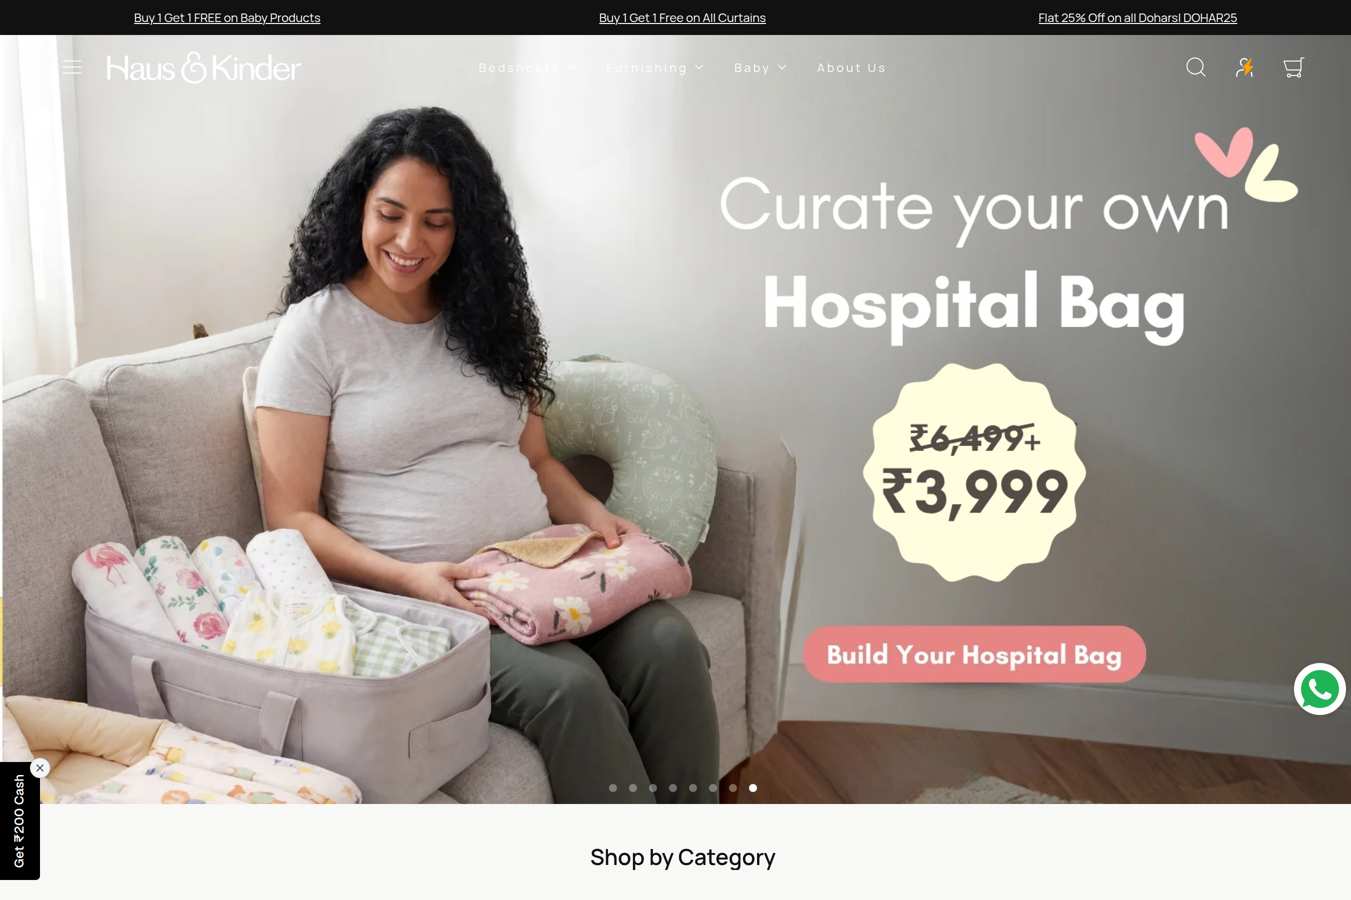 Buy 1 Get 1 FREE on Baby Products
Buy 1 Get 1 Free on All Curtains
Flat 25% Off on all Dohars| DOHAR25
Haus & Kinder
Bedsheets
Furnishing
Baby
About Us
Curate your own
Hospital Bag
₹6,499+
₹3,999
Build Your Hospital Bag
Get ₹200 Cash
Shop by Category